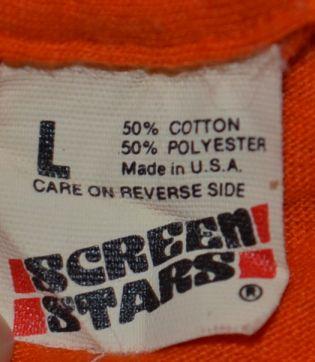 L
50% COTTON
50% POLYESTER
Made in U.S.A.
CARE ON REVERSE SIDE
SCREEN
STARS
®